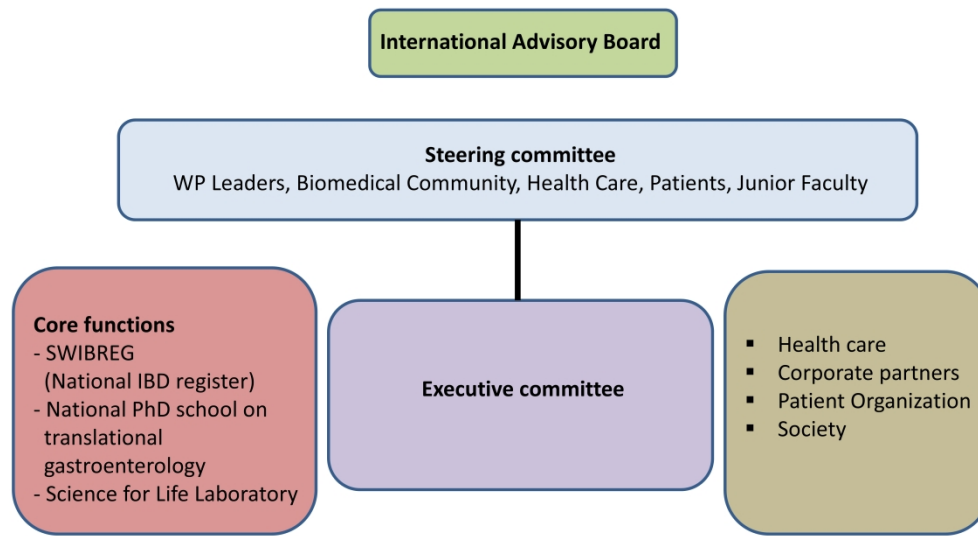 International Advisory Board
Steering committee
WP Leaders, Biomedical Community, Health Care, Patients, Junior Faculty
Core functions
- SWIBREG
(National IBD register)
- National PhD school on
translational
gastroenterology
- Science for Life Laboratory
Executive committee
▪ Health care
▪ Corporate partners
▪ Patient Organization
▪ Society